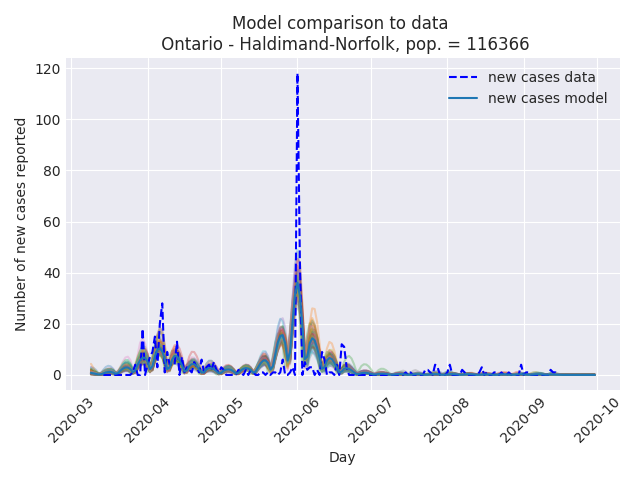 Model comparison to data
Ontario - Haldimand-Norfolk, pop. = 116366
new cases data
new cases model
Number of new cases reported
120
100
80
60
40
20
0
2020-03
2020-04
2020-05
2020-06
2020-07
2020-08
2020-09
2020-10
Day